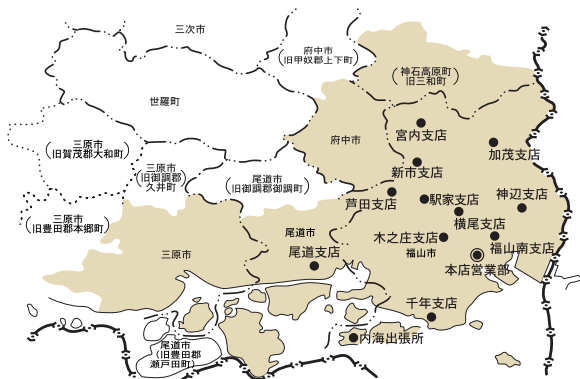 三次市
府中市
(旧甲奴郡上下町)
(神石高原町
旧三和町)
世羅町
府中市
宮内支店
加茂支店
三原市
(旧賀茂郡大和町)
三原市
(旧御調郡
久井町)
尾道市
(旧御調郡御調町)
新市支店
芦田支店
駅家支店
神辺支店
横尾支店
三原市
(旧豊田郡本郷町)
尾道市
尾道支店
木之庄支店
福山市
福山南支店
本店営業部
三原市
千年支店
内海出張所
尾道市
(旧豊田郡
瀬戸田町)